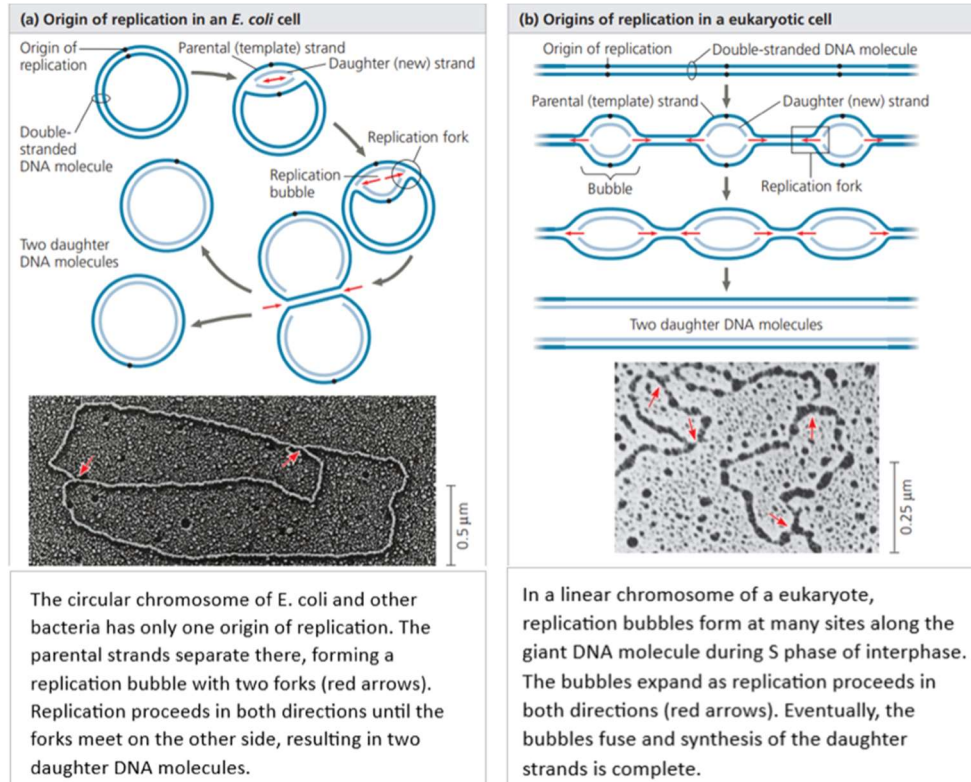 (a) Origin of replication in an E. coli cell
Origin of
replication
Parental (template) strand
Daughter (new) strand
Double-
stranded
DNA molecule
Replication fork
Replication
bubble
Two daughter
DNA molecules
0.5 μm
The circular chromosome of E. coli and other
bacteria has only one origin of replication. The
parental strands separate there, forming a
replication bubble with two forks (red arrows).
Replication proceeds in both directions until the
forks meet on the other side, resulting in two
daughter DNA molecules.
(b) Origins of replication in a eukaryotic cell
Origin of replication
Double-stranded DNA molecule
Parental (template) strand
Daughter (new) strand
Bubble
Replication fork
Two daughter DNA molecules
0.25 μm
In a linear chromosome of a eukaryote,
replication bubbles form at many sites along the
giant DNA molecule during S phase of interphase.
The bubbles expand as replication proceeds in
both directions (red arrows). Eventually, the
bubbles fuse and synthesis of the daughter
strands is complete.